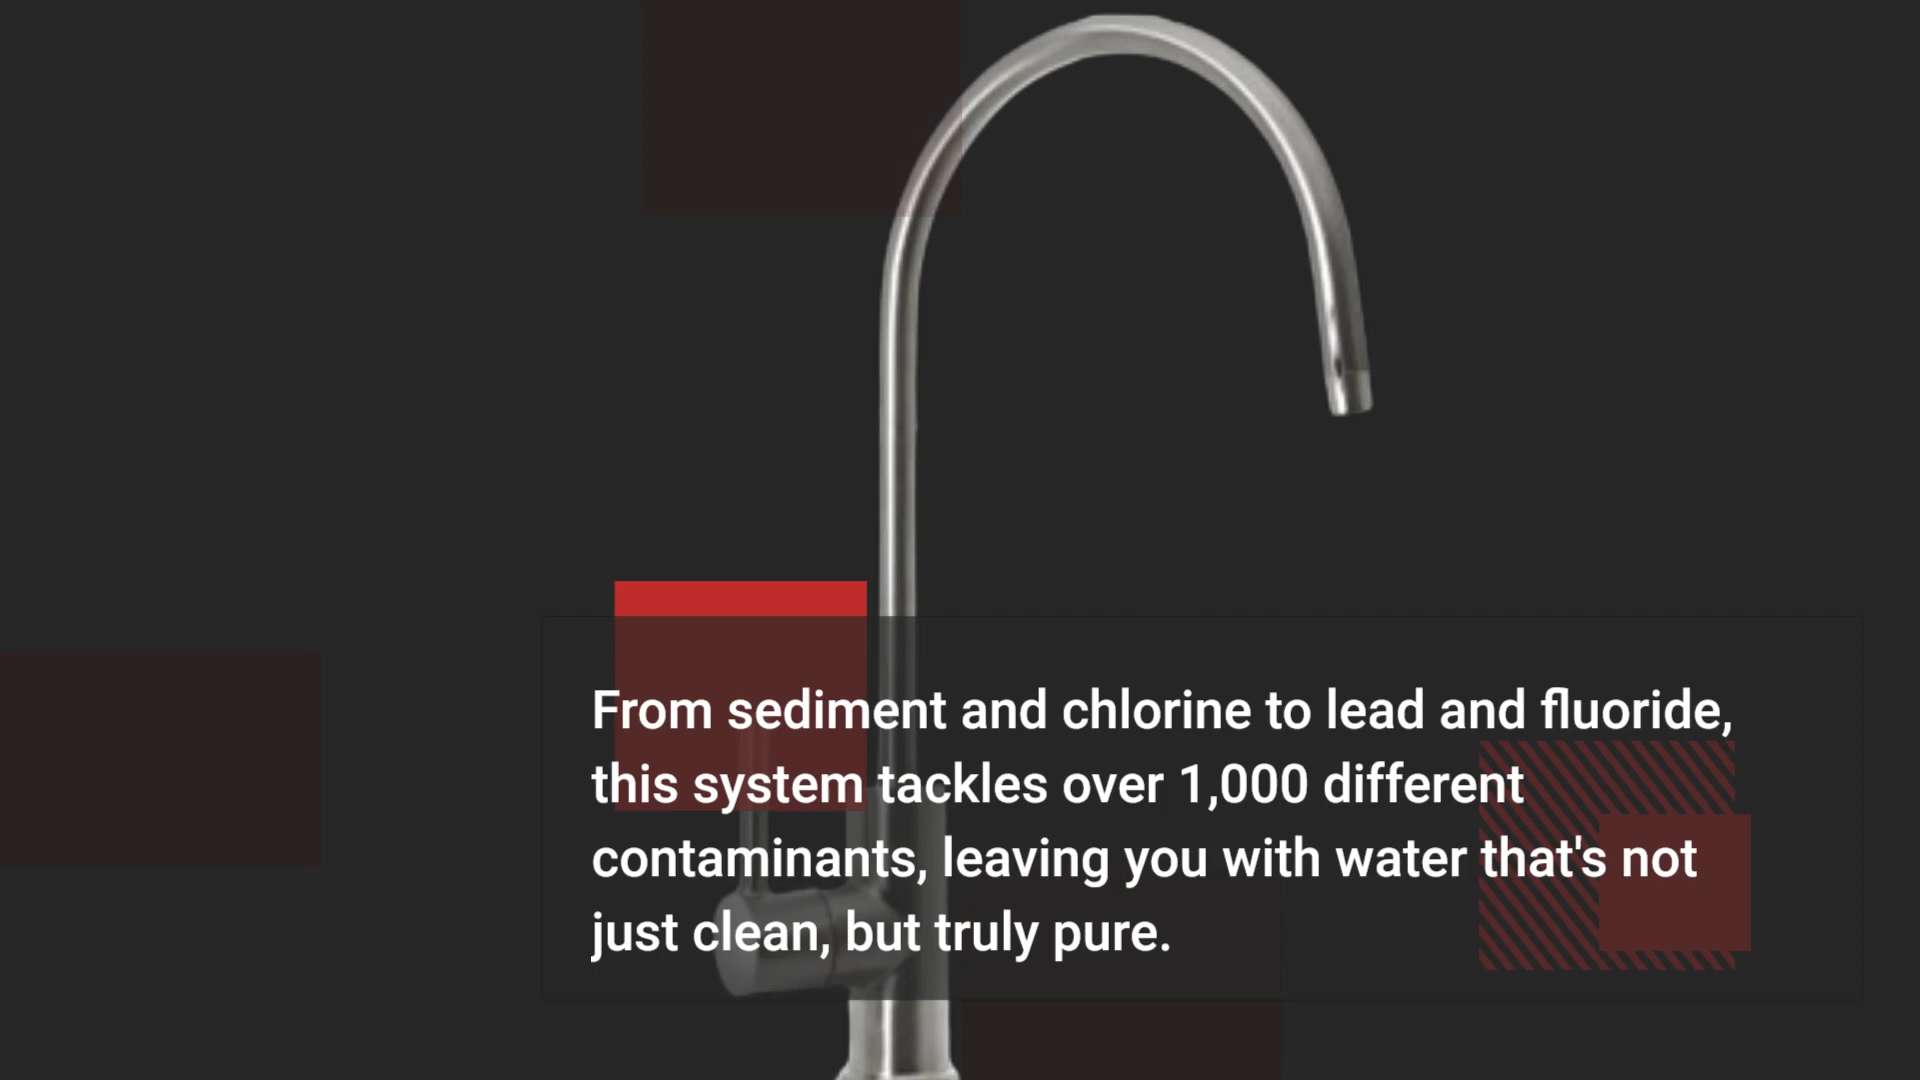 From sediment and chlorine to lead and fluoride,
this system tackles over 1,000 different
contaminants, leaving you with water that's not
just clean, but truly pure.